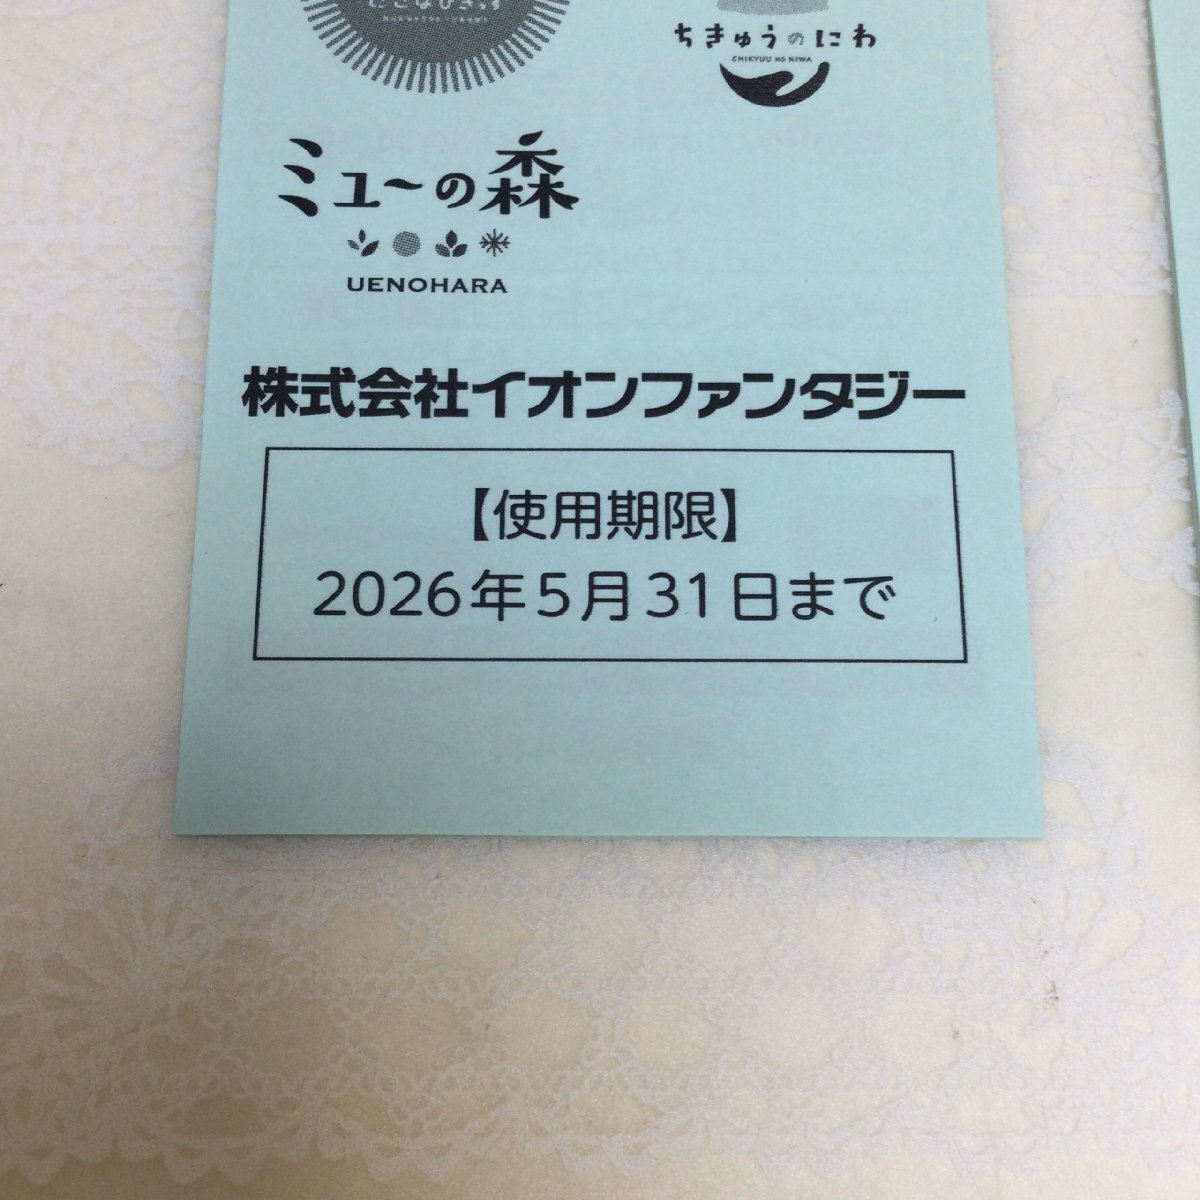 ちきゅうのにわ
CHIKYUU NO NIWA
ミューの森
UENOHARA
株式会社イオンファンタジー
【使用期限】
2026年5月31日まで